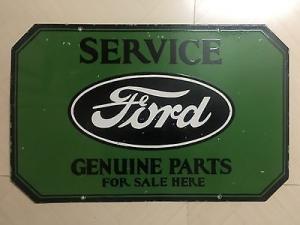 SERVICE
Ford
GENUINE PARTS
FOR SALE HERE